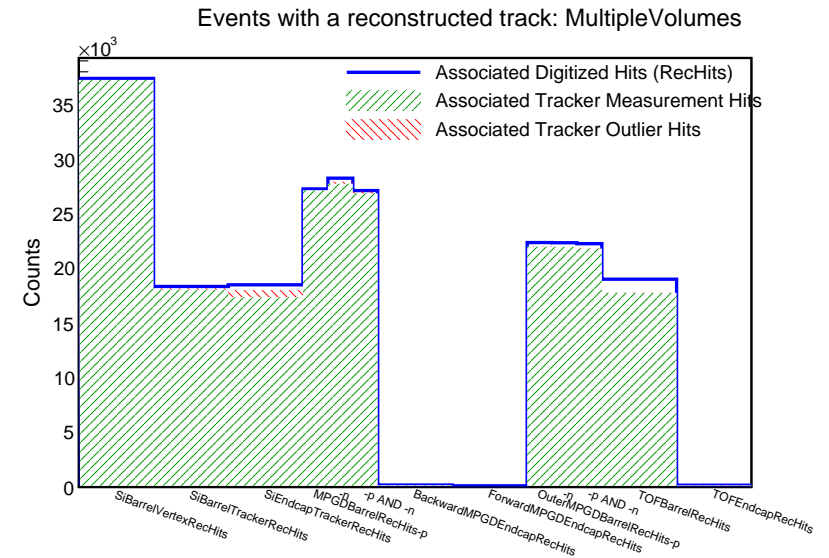 Events with a reconstructed track: MultipleVolumes
×10³
Associated Digitized Hits (RecHits)
Associated Tracker Measurement Hits
Associated Tracker Outlier Hits
Counts
35
30
25
20
15
10
5
0
SiBarrelVertexRecHits
SiBarrelTrackerRecHits
SiEndcapTrackerRecHits
MPGDBarrelRecHits-p
-n
-p AND -n
BackwardMPGDEndcapRecHits
ForwardMPGDEndcapRecHits
OuterMPGDBarrelRecHits-p
-n
-p AND -n
TOFBarrelRecHits
TOFEndcapRecHits